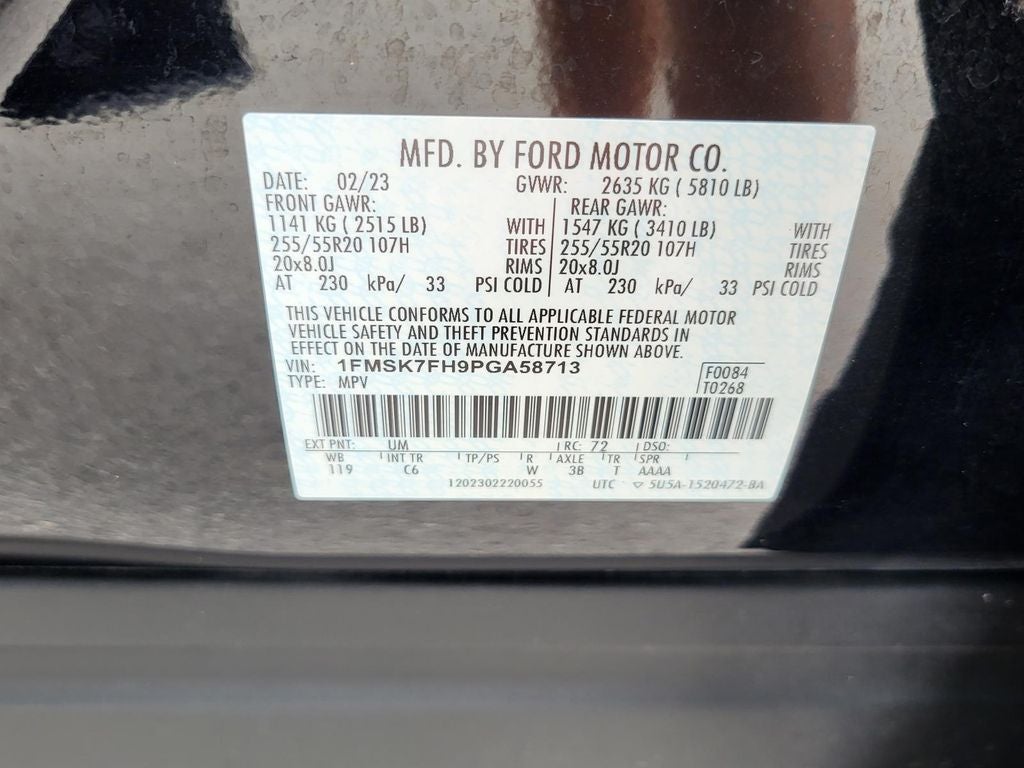 MFD. BY FORD MOTOR CO.
DATE: 02/23 GVWR: 2635 KG ( 5810 LB)
FRONT GAWR: REAR GAWR:
1141 KG ( 2515 LB) WITH 1547 KG ( 3410 LB) WITH
255/55R20 107H TIRES 255/55R20 107H TIRES
20x8.0J RIMS 20x8.0J RIMS
AT 230 kPa/ 33 PSI COLD AT 230 kPa/ 33 PSI COLD
THIS VEHICLE CONFORMS TO ALL APPLICABLE FEDERAL MOTOR
VEHICLE SAFETY AND THEFT PREVENTION STANDARDS IN
EFFECT ON THE DATE OF MANUFACTURE SHOWN ABOVE.
VIN: 1FMSK7FH9PGA58713 F0084
TYPE: MPV T0268
EXT PNT: UM RC: 72 DSO:
WB INT TR TP/PS R AXLE TR SPR
119 C6 W 3B T AAAA
1202302220055 UTC ▽ 5U5A-1520472-BA